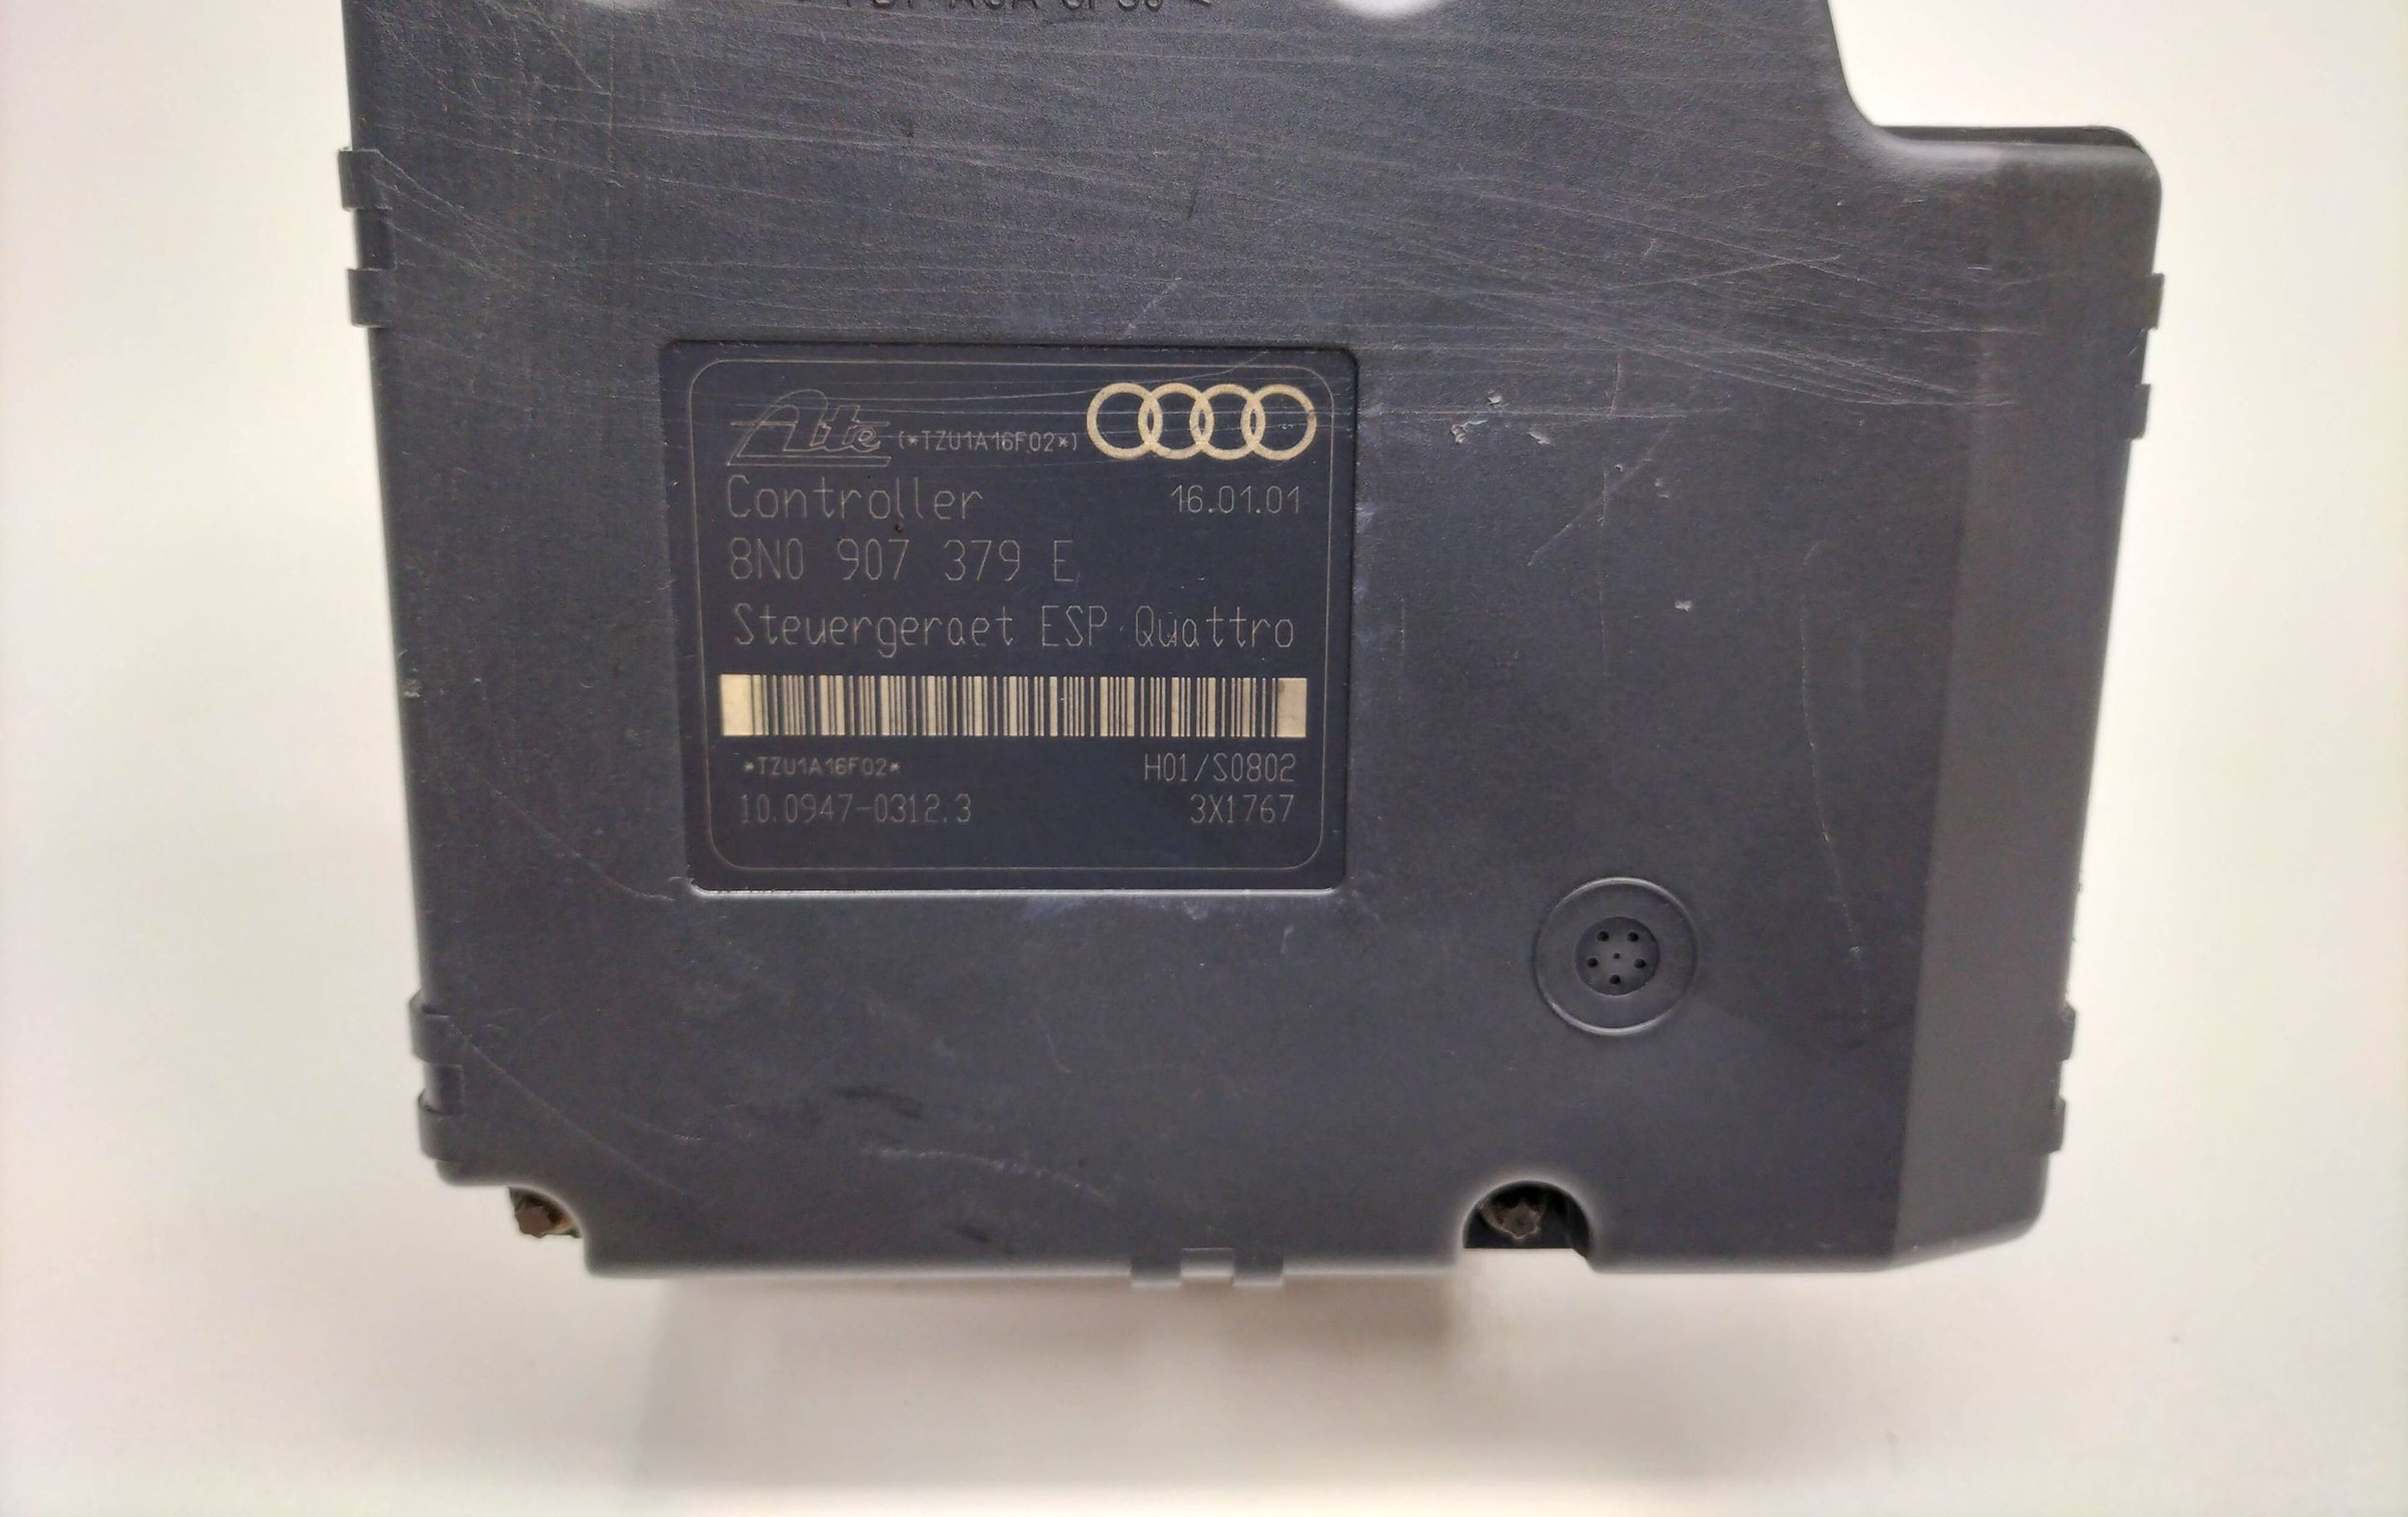 Ate (*TZU1A16F02*)
Controller 16.01.01
8N0 907 379 E
Steuergeraet ESP Quattro
*TZU1A16F02* H01/S0802
10.0947-0312.3 3X1767